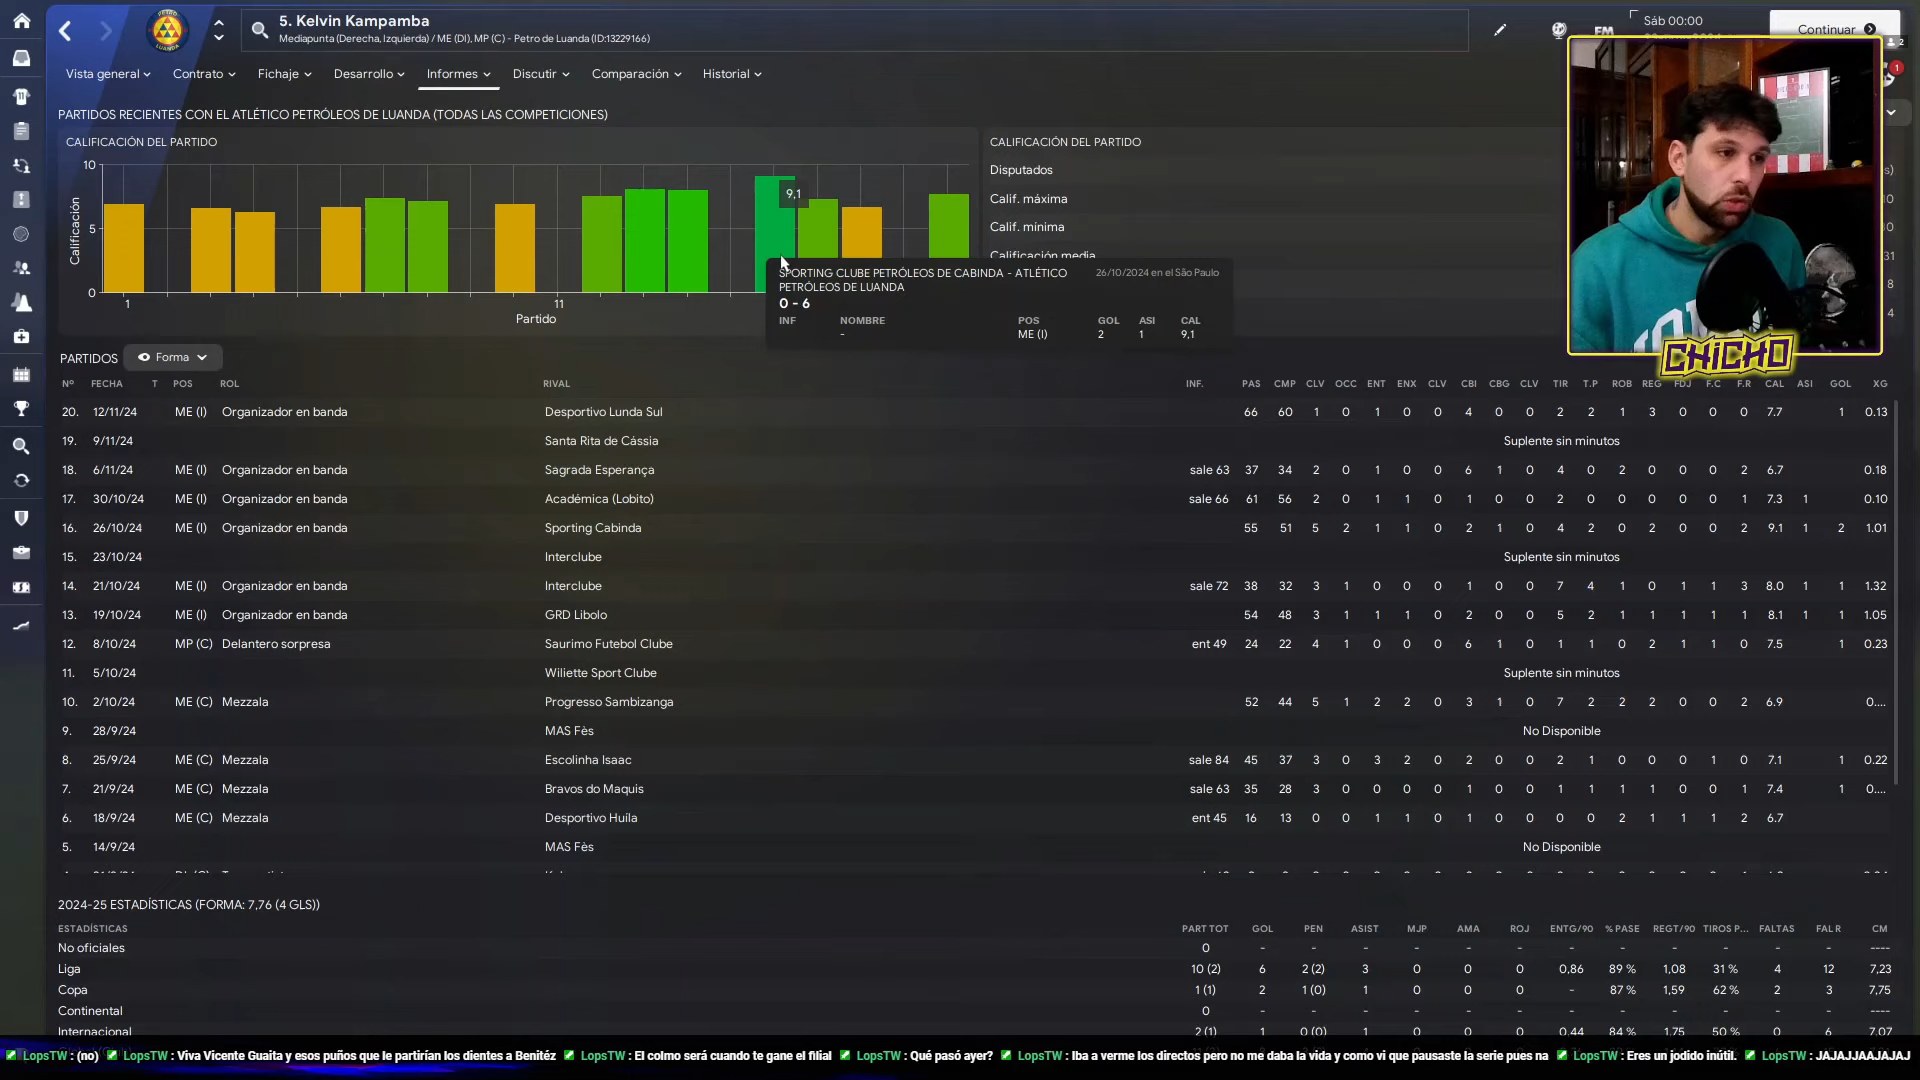 5. Kelvin Kampamba
Mediapunta (Derecha, Izquierda) / ME (DI), MP (C) - Petro de Luanda (ID:13229166)
FM
Sáb 00:00
Continuar
2
1
Vista general
Contrato
Fichaje
Desarrollo
Informes
Discutir
Comparación
Historial
PARTIDOS RECIENTES CON EL ATLÉTICO PETRÓLEOS DE LUANDA (TODAS LAS COMPETICIONES)
CALIFICACIÓN DEL PARTIDO
Calificación
10
5
0
9,1
1
11
Partido
CALIFICACIÓN DEL PARTIDO
Disputados
Calif. máxima
Calif. mínima
Calificación media
SPORTING CLUBE PETRÓLEOS DE CABINDA - ATLÉTICO PETRÓLEOS DE LUANDA
26/10/2024 en el São Paulo
0 - 6
INF NOMBRE POS GOL ASI CAL
- ME (I) 2 1 9,1
CHICHO
PARTIDOS
Forma
Nº FECHA T POS ROL RIVAL INF. PAS CMP CLV OCC ENT ENX CLV CBI CBG CLV TIR T.P ROB REG FDJ F.C F.R CAL ASI GOL XG
20. 12/11/24 ME (I) Organizador en banda Desportivo Lunda Sul 66 60 1 0 1 0 0 4 0 0 2 2 1 3 0 0 0 7.7 1 0.13
19. 9/11/24 Santa Rita de Cássia Suplente sin minutos
18. 6/11/24 ME (I) Organizador en banda Sagrada Esperança sale 63 37 34 2 0 1 0 0 6 1 0 4 0 2 0 0 0 2 6.7 0.18
17. 30/10/24 ME (I) Organizador en banda Académica (Lobito) sale 66 61 56 2 0 1 1 0 1 0 0 2 0 0 0 0 0 1 7.3 1 0.10
16. 26/10/24 ME (I) Organizador en banda Sporting Cabinda 55 51 5 2 1 1 0 2 1 0 4 2 0 2 0 0 2 9.1 1 2 1.01
15. 23/10/24 Interclube Suplente sin minutos
14. 21/10/24 ME (I) Organizador en banda Interclube sale 72 38 32 3 1 0 0 0 1 0 0 7 4 1 0 1 1 3 8.0 1 1 1.32
13. 19/10/24 ME (I) Organizador en banda GRD Libolo 54 48 3 1 1 1 0 2 0 0 5 2 1 1 1 1 1 8.1 1 1 1.05
12. 8/10/24 MP (C) Delantero sorpresa Saurimo Futebol Clube ent 49 24 22 4 1 0 0 0 6 1 0 1 1 0 2 1 1 0 7.5 1 0.23
11. 5/10/24 Wiliette Sport Clube Suplente sin minutos
10. 2/10/24 ME (C) Mezzala Progresso Sambizanga 52 44 5 1 2 2 0 3 1 0 7 2 2 2 0 0 2 6.9 0....
9. 28/9/24 MAS Fès No Disponible
8. 25/9/24 ME (C) Mezzala Escolinha Isaac sale 84 45 37 3 0 3 2 0 2 0 0 2 1 0 0 0 1 0 7.1 1 0.22
7. 21/9/24 ME (C) Mezzala Bravos do Maquis sale 63 35 28 3 0 0 0 0 1 0 0 1 1 1 1 0 0 1 7.4 1 0....
6. 18/9/24 ME (C) Mezzala Desportivo Huíla ent 45 16 13 0 0 1 1 0 1 0 0 0 0 2 1 1 1 2 6.7
5. 14/9/24 MAS Fès No Disponible
2024-25 ESTADÍSTICAS (FORMA: 7,76 (4 GLS))
ESTADÍSTICAS PART TOT GOL PEN ASIST MJP AMA ROJ ENTG/90 % PASE REGT/90 TIROS P... FALTAS FAL R CM
No oficiales 0 - - - - - - - - - - - - ----
Liga 10 (2) 6 2 (2) 3 0 0 0 0,86 89 % 1,08 31 % 4 12 7,23
Copa 1 (1) 2 1 (0) 1 0 0 0 - 87 % 1,59 62 % 2 3 7,75
Continental 0 - - - - - - - - - - - - ----
Internacional 2 (1) 1 0 (0) 1 0 0 0 0,44 84 % 1,75 50 % 0 6 7,07
LopsTW : (no) LopsTW : Viva Vicente Guaita y esos puños que le partirían los dientes a Benitéz LopsTW : El colmo será cuando te gane el filial LopsTW : Qué pasó ayer? LopsTW : Iba a verme los directos pero no me daba la vida y como vi que pausaste la serie pues na LopsTW : Eres un jodido inútil. LopsTW : JAJAJJAAJAJAJ